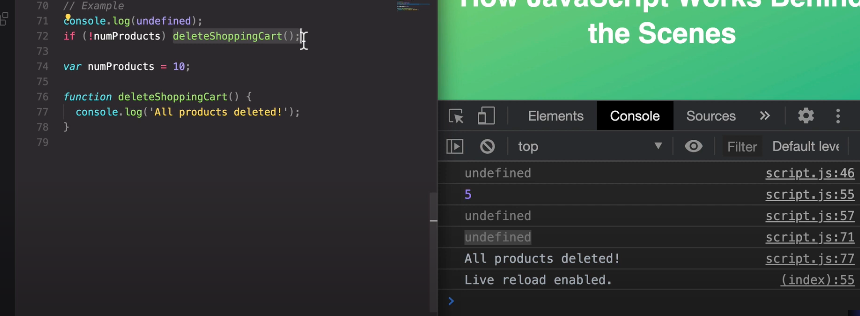 70 // Example
71 console.log(undefined);
72 if (!numProducts) deleteShoppingCart();
73
74 var numProducts = 10;
75
76 function deleteShoppingCart() {
77 console.log('All products deleted!');
78 }
79
How JavaScript Works Behind
the Scenes
Elements Console Sources »
top ▼ Filter Default leve
undefined script.js:46
5 script.js:55
undefined script.js:57
undefined script.js:71
All products deleted! script.js:77
Live reload enabled. (index):55
>